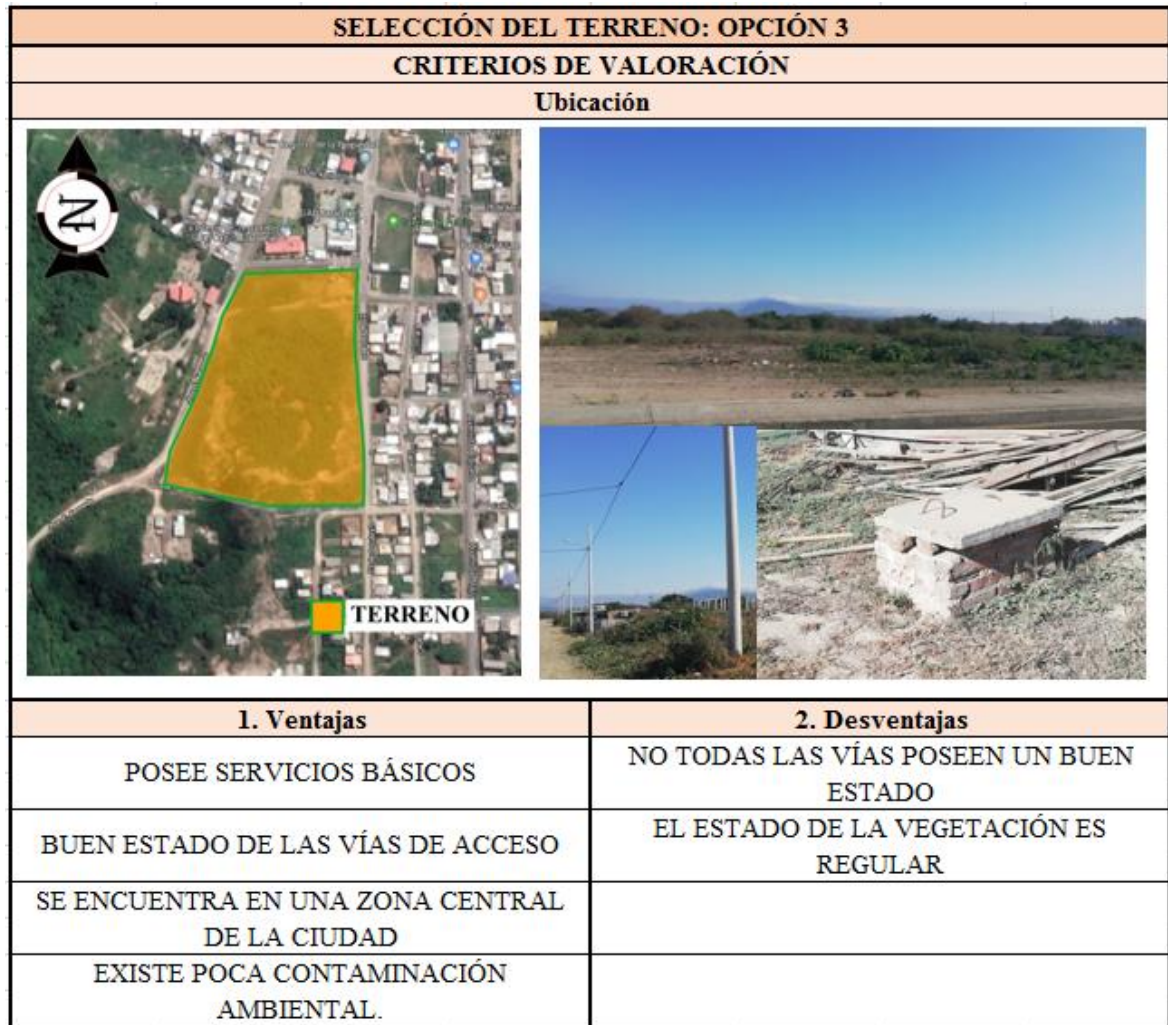 SELECCIÓN DEL TERRENO: OPCIÓN 3
CRITERIOS DE VALORACIÓN
Ubicación
N
TERRENO
1. Ventajas
2. Desventajas
POSEE SERVICIOS BÁSICOS
NO TODAS LAS VÍAS POSEEN UN BUEN
ESTADO
BUEN ESTADO DE LAS VÍAS DE ACCESO
EL ESTADO DE LA VEGETACIÓN ES
REGULAR
SE ENCUENTRA EN UNA ZONA CENTRAL
DE LA CIUDAD
EXISTE POCA CONTAMINACIÓN
AMBIENTAL.